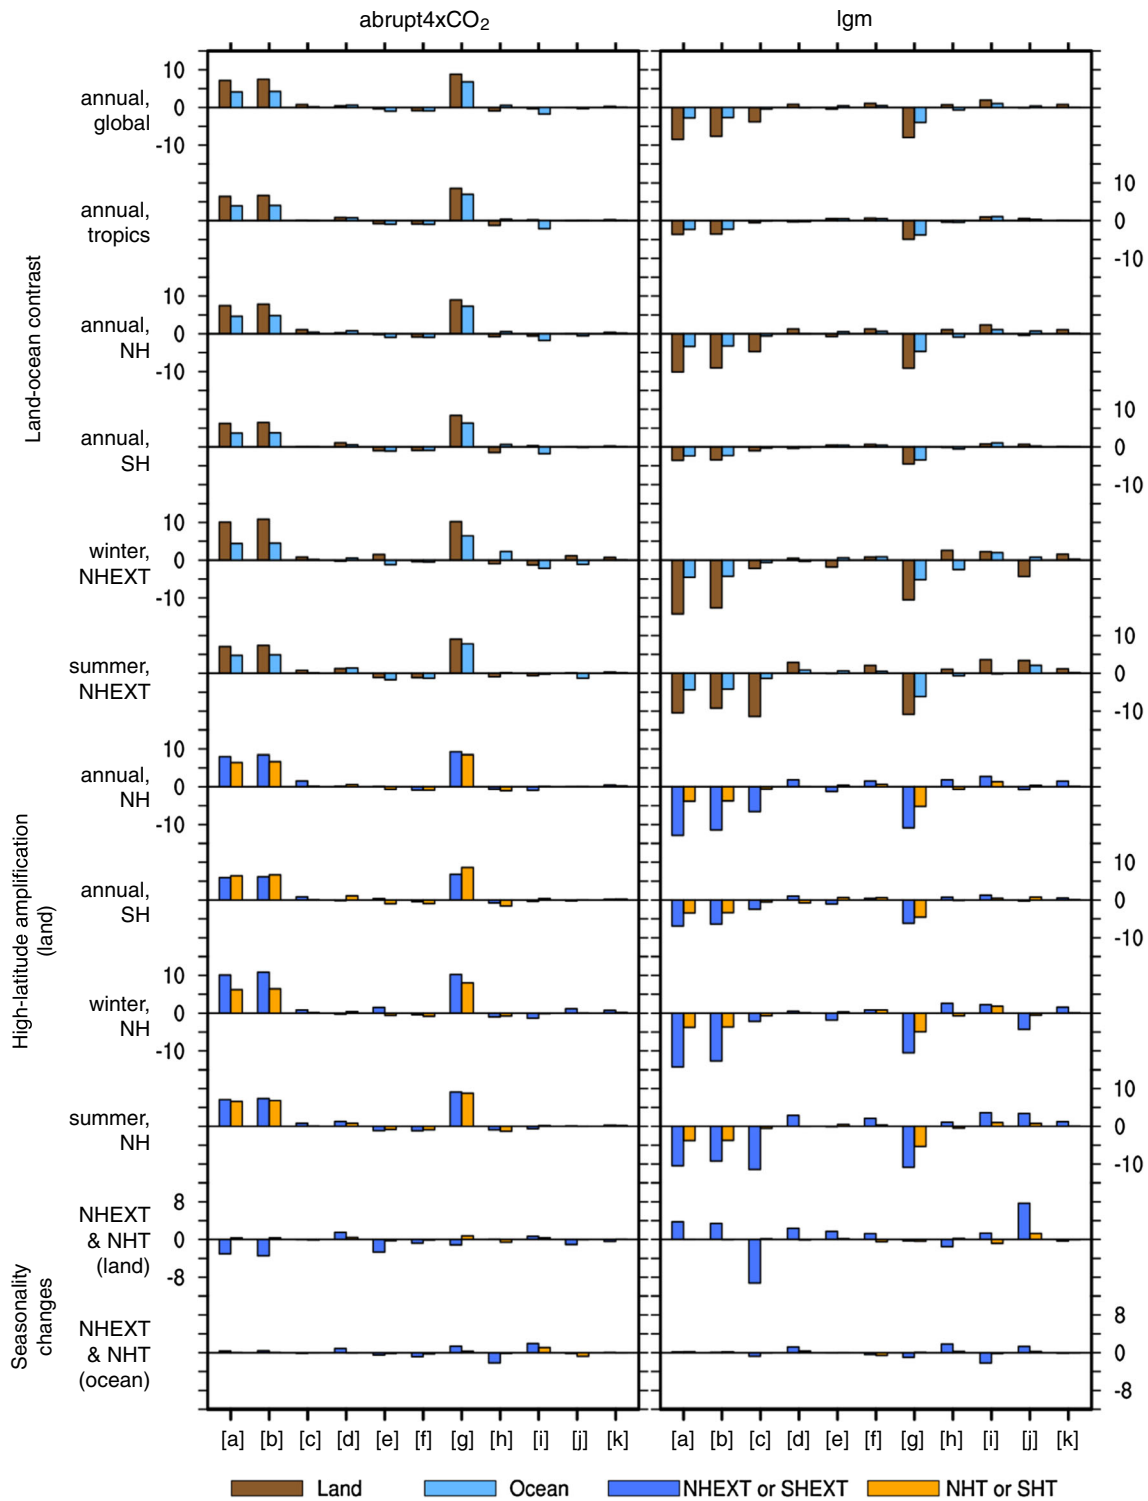 abrupt4xCO2 lgm
Land-ocean contrast
annual,
global
10
0
-10
annual,
tropics
10
0
-10
annual,
NH
10
0
-10
annual,
SH
10
0
-10
winter,
NHEXT
10
0
-10
summer,
NHEXT
10
0
-10
High-latitude amplification
(land)
annual,
NH
10
0
-10
annual,
SH
10
0
-10
winter,
NH
10
0
-10
summer,
NH
10
0
-10
Seasonality
changes
NHEXT
& NHT
(land)
8
0
-8
NHEXT
& NHT
(ocean)
8
0
-8
[a] [b] [c] [d] [e] [f] [g] [h] [i] [j] [k] [a] [b] [c] [d] [e] [f] [g] [h] [i] [j] [k]
Land Ocean NHEXT or SHEXT NHT or SHT